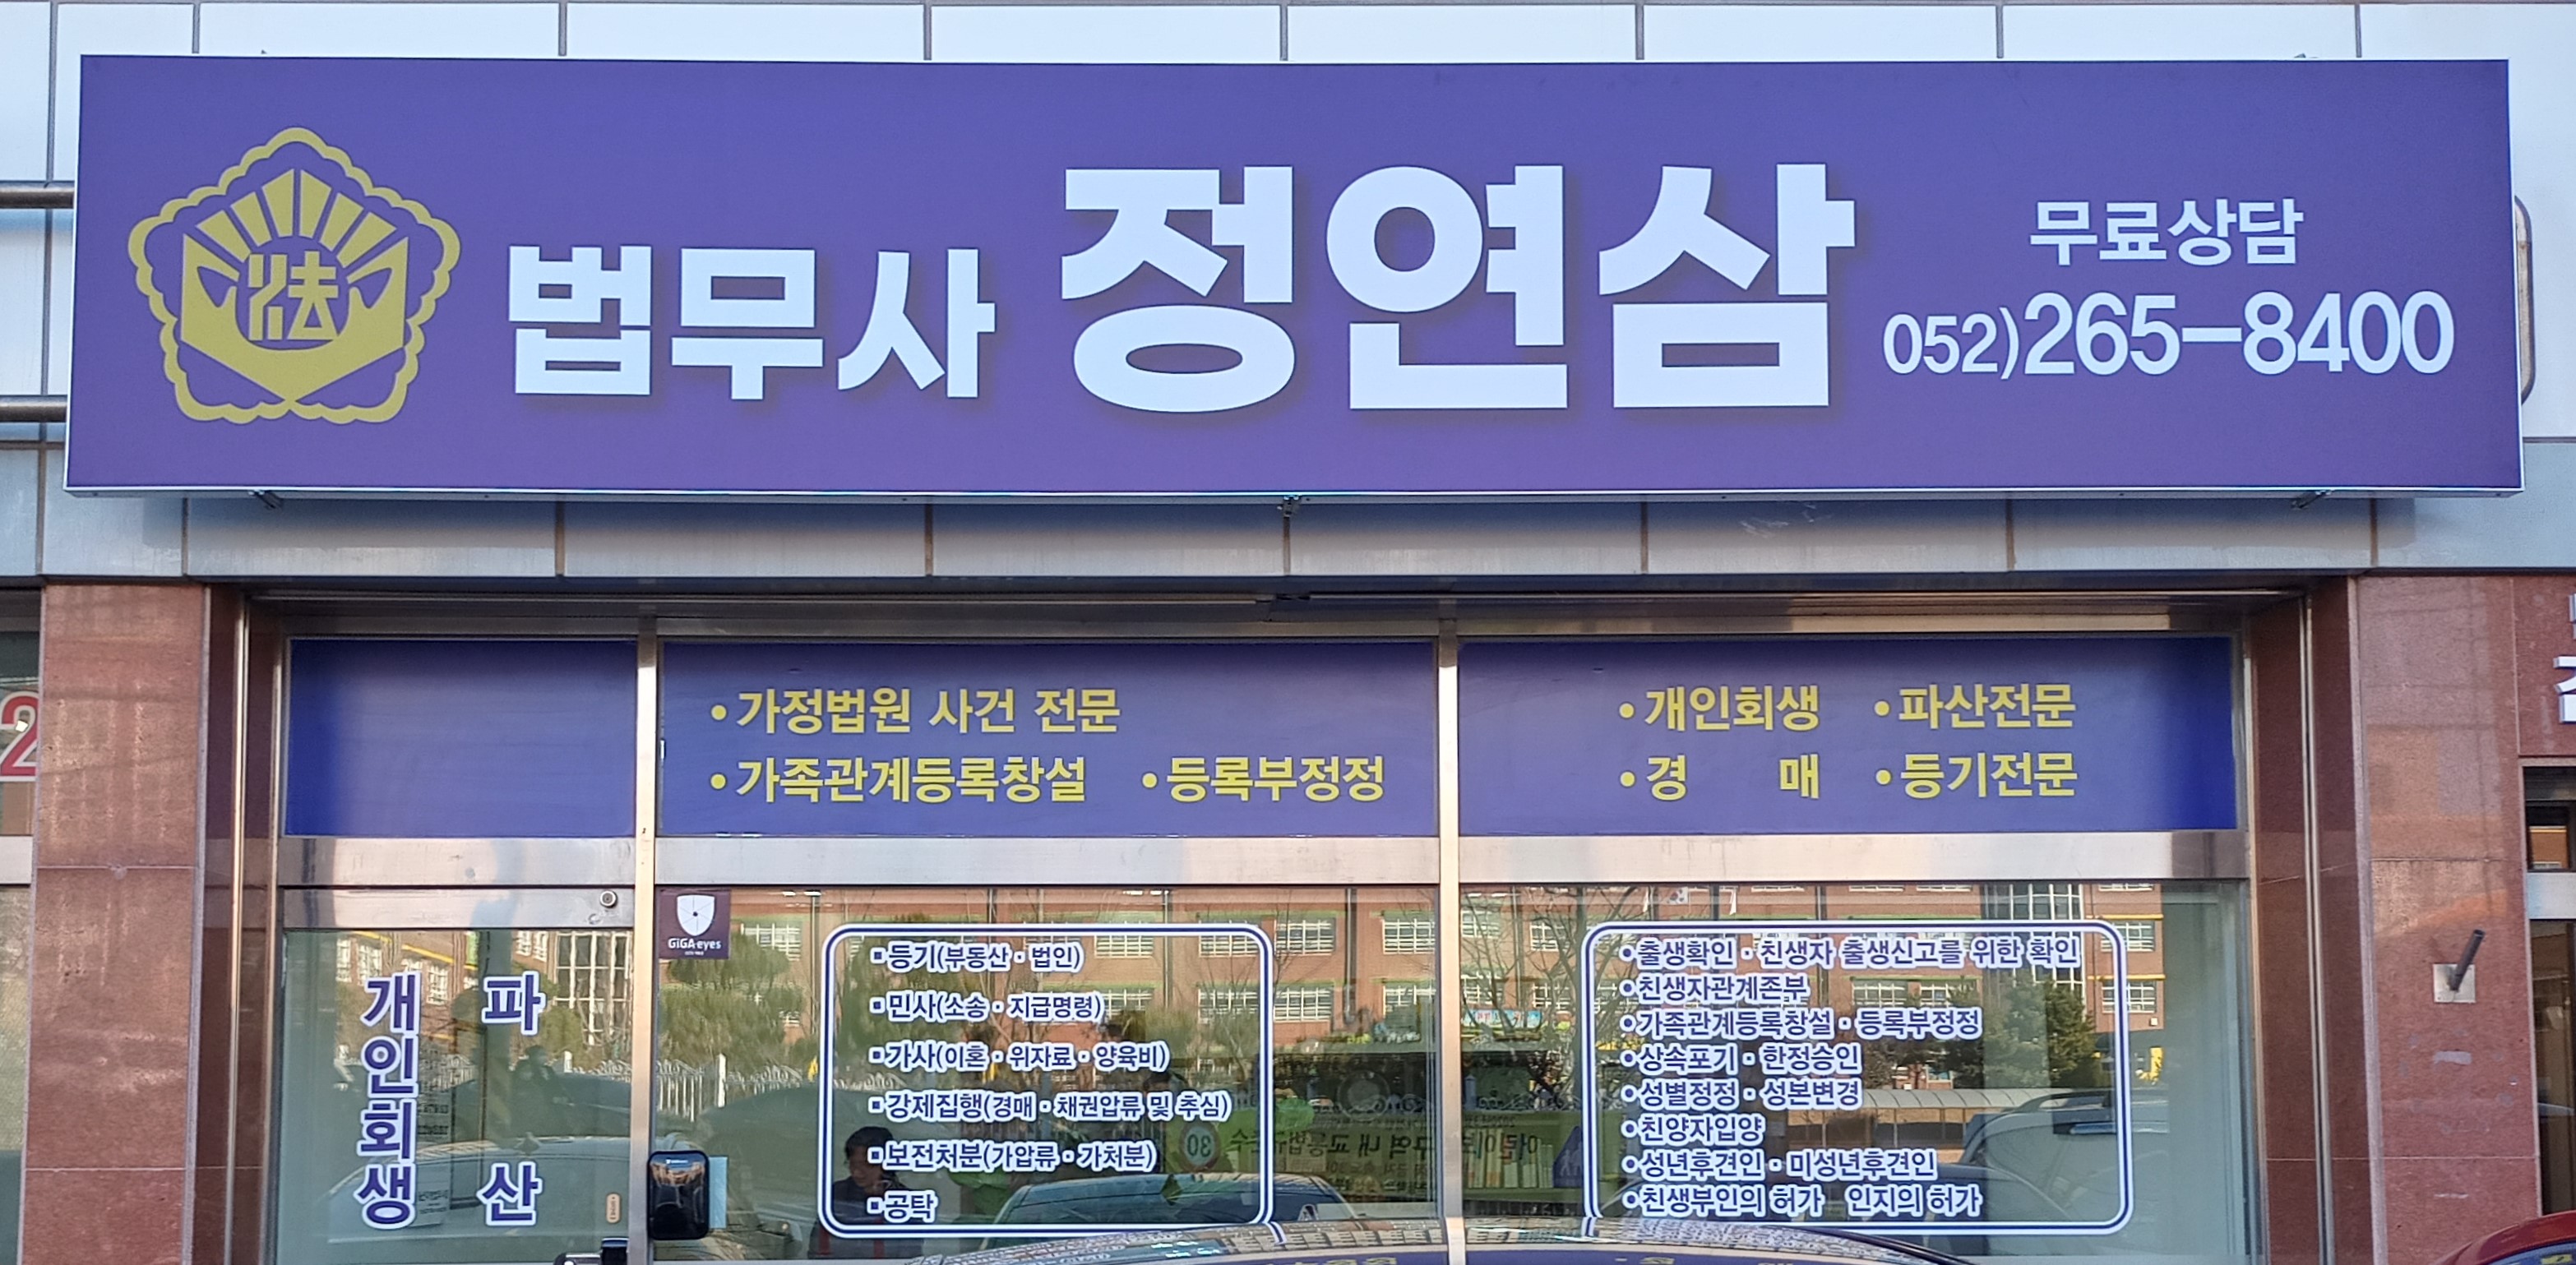 法
법무사 정연삼
무료상담
052)265-8400
•가정법원 사건 전문
•가족관계등록창설 •등록부정정
•개인회생 •파산전문
•경 매 •등기전문
GiGA eyes
개인회생
파산
▪등기(부동산·법인)
▪민사(소송·지급명령)
▪가사(이혼·위자료·양육비)
▪강제집행(경매·채권압류 및 추심)
▪보전처분(가압류·가처분)
▪공탁
•출생확인·친생자 출생신고를 위한 확인
•친생자관계존부
•가족관계등록창설·등록부정정
•상속포기·한정승인
•성별정정·성본변경
•친양자입양
•성년후견인·미성년후견인
•친생부인의 허가 인지의 허가
2
30